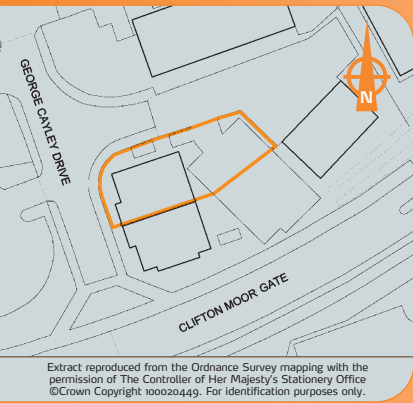 GEORGE CAYLEY DRIVE
N
CLIFTON MOOR GATE
Extract reproduced from the Ordnance Survey mapping with the
permission of The Controller of Her Majesty's Stationery Office
©Crown Copyright 100020449. For identification purposes only.